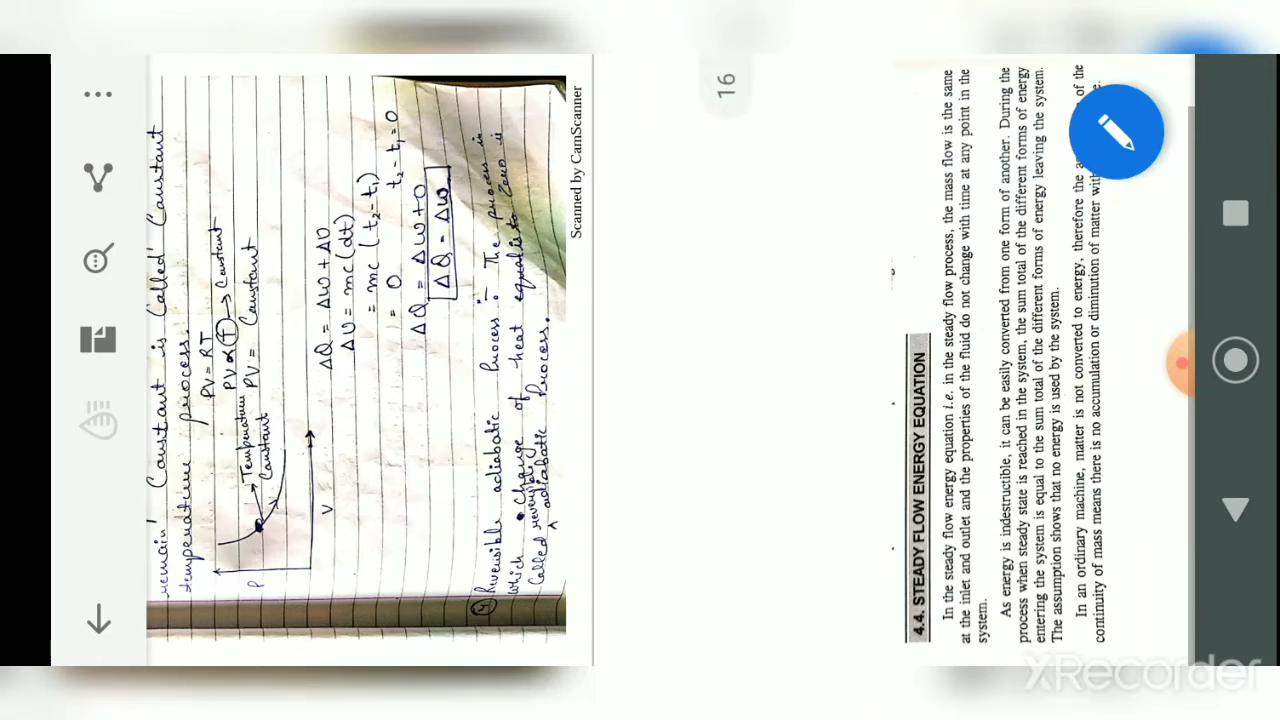 remain Constant is Called Constant
temperature process.
PV = RT
PV ∝ T → Constant
PV = Constant
P
Temperature
Constant
V
ΔQ = ΔW + ΔU
ΔU = mc (dt)
= mc (t₂ - t₁)
= 0   t₂ - t₁ = 0
ΔQ = ΔW + 0
ΔQ = ΔW
④ Reversible adiabatic Process :- The process in
which change of heat equal is to Zero is
Called reversible adiabatic Process.
Scanned by CamScanner
16
4.4. STEADY FLOW ENERGY EQUATION
In the steady flow energy equation i.e. in the steady flow process, the mass flow is the same
at the inlet and outlet and the properties of the fluid do not change with time at any point in the
system.
As energy is indestructible, it can be easily converted from one form of another. During the
process when steady state is reached in the system, the sum total of the different forms of energy
entering the system is equal to the sum total of the different forms of energy leaving the system.
The assumption shows that no energy is used by the system.
In an ordinary machine, matter is not converted to energy, therefore the of the
continuity of mass means there is no accumulation or diminution of matter
XRecorder